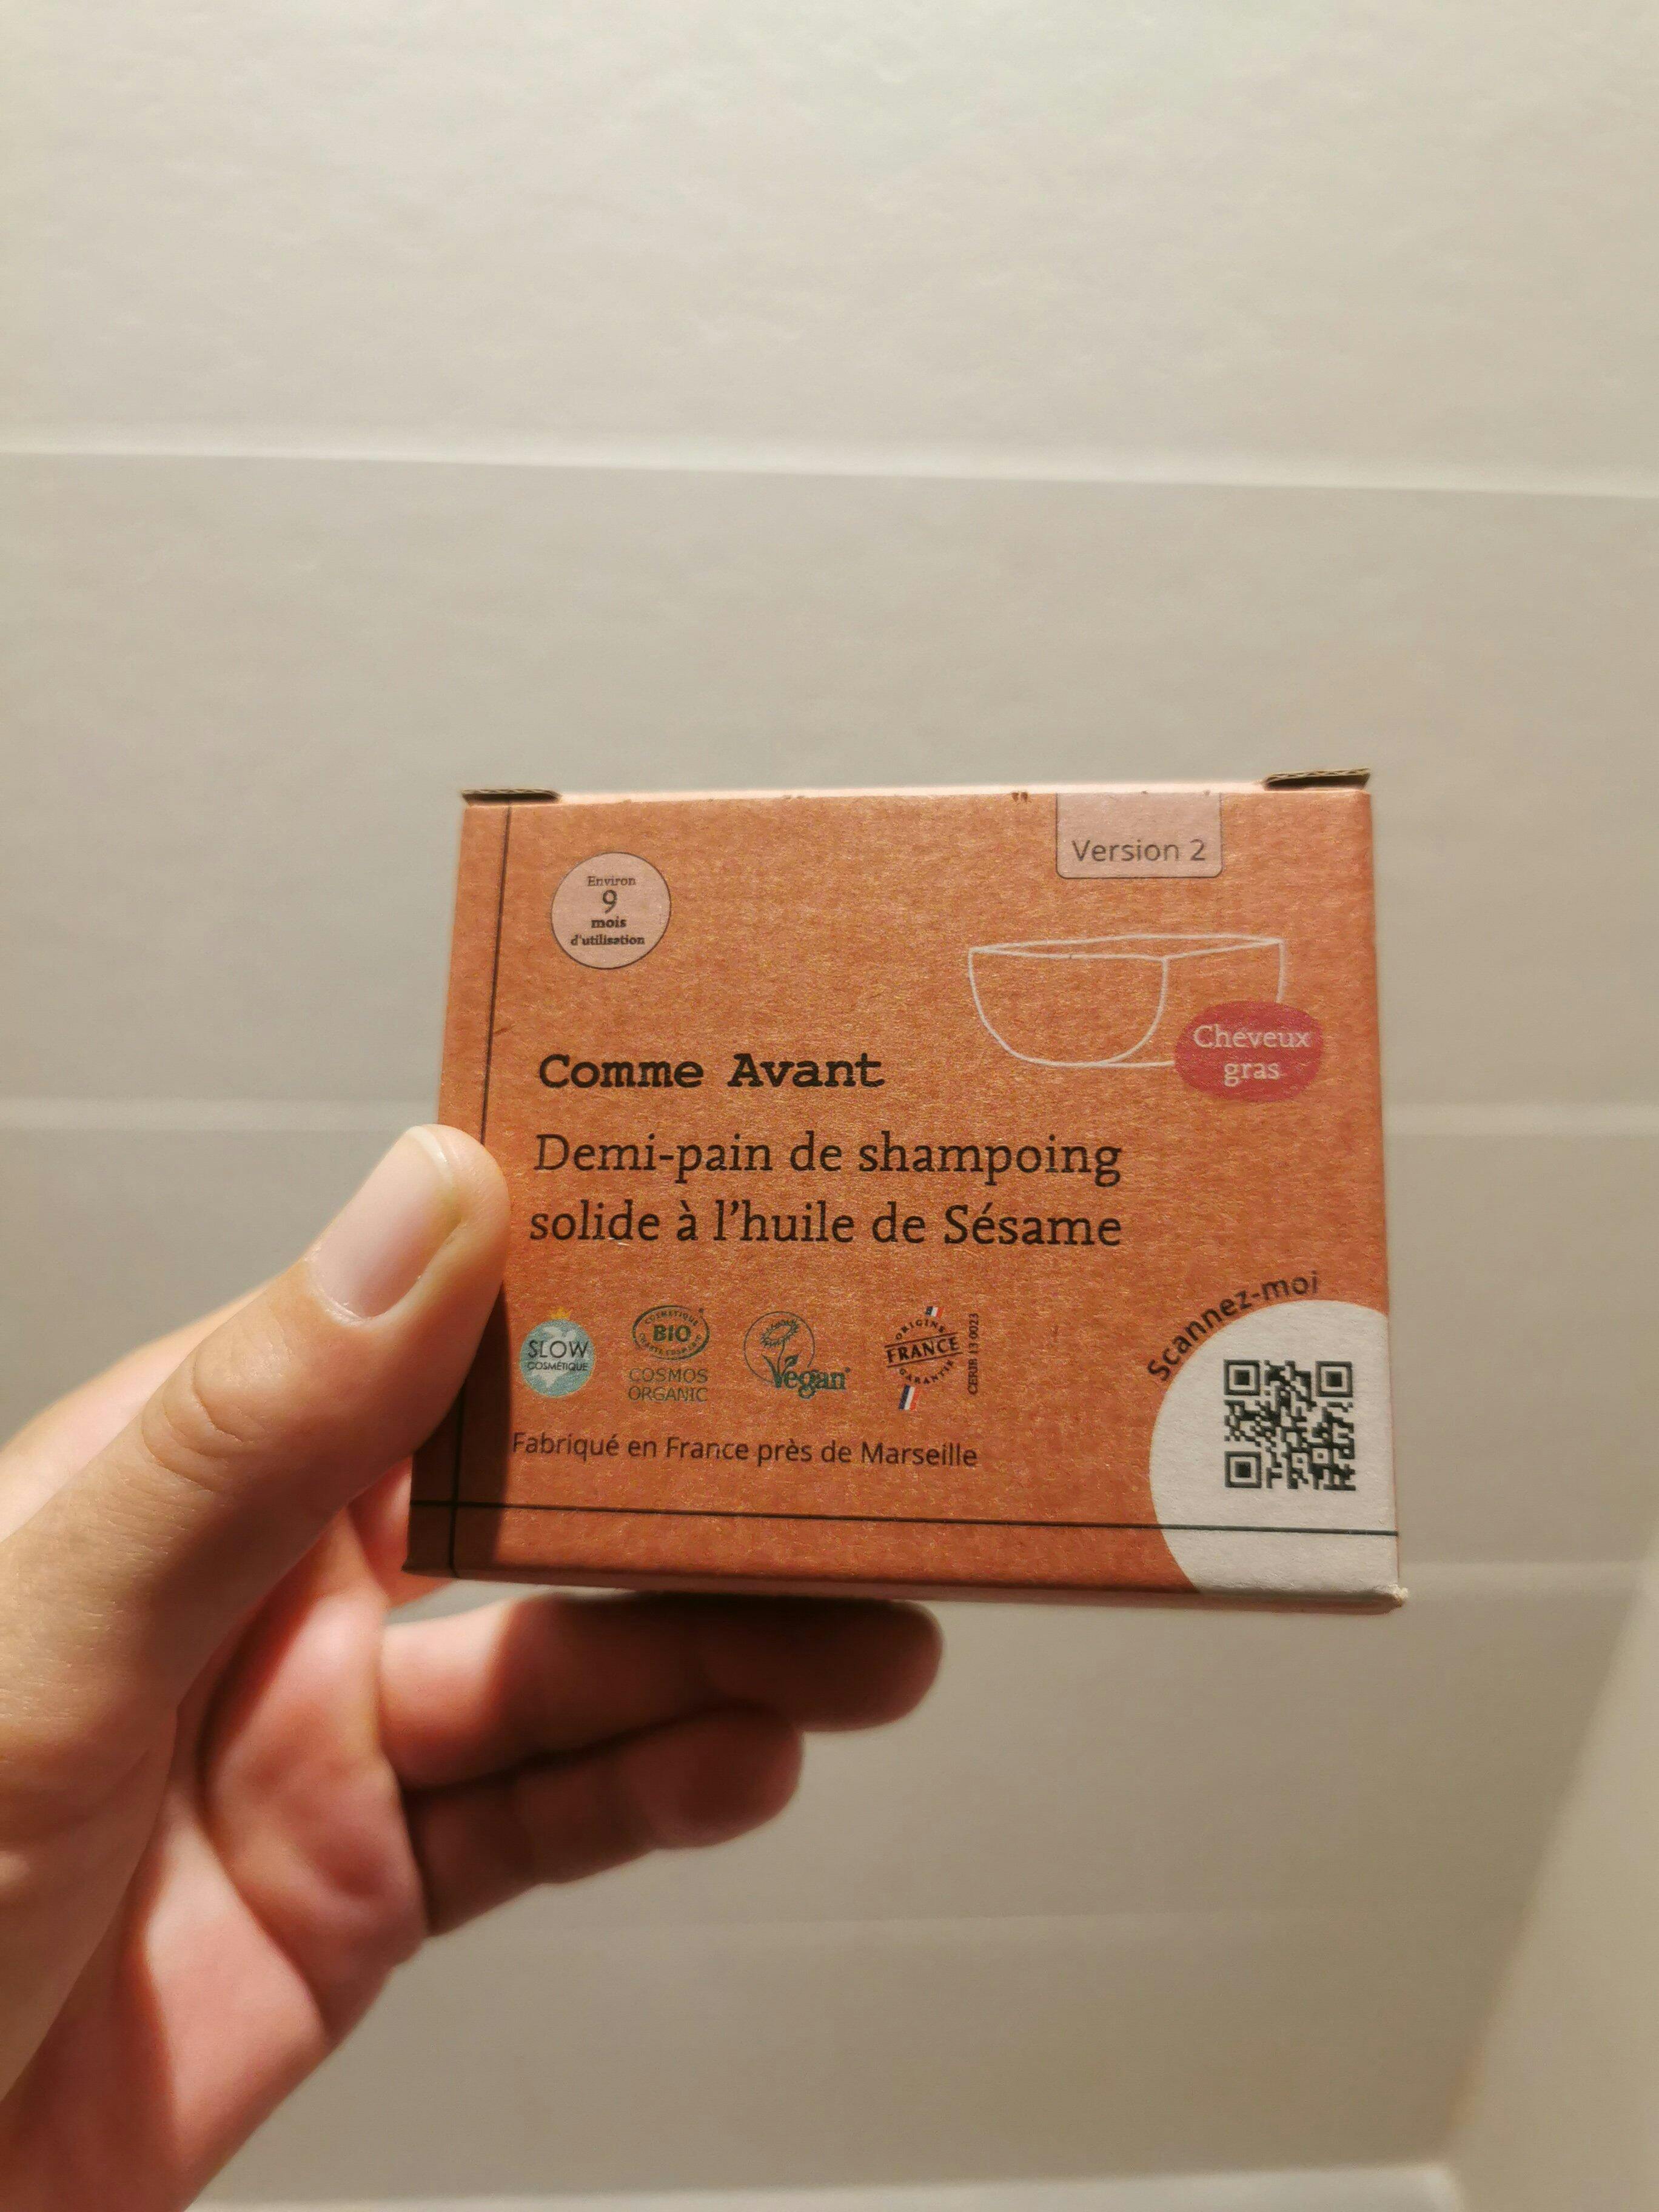 Version 2
Environ
9
mois
d'utilisation
Cheveux
gras
Comme Avant
Demi-pain de shampoing
solide à l'huile de Sésame
Scannez-moi
SLOW
COSMÉTIQUE
COSMÉTIQUE
BIO
COSMOS
ORGANIC
Vegan
ORIGINE
FRANCE
GARANTIE
Fabriqué en France près de Marseille